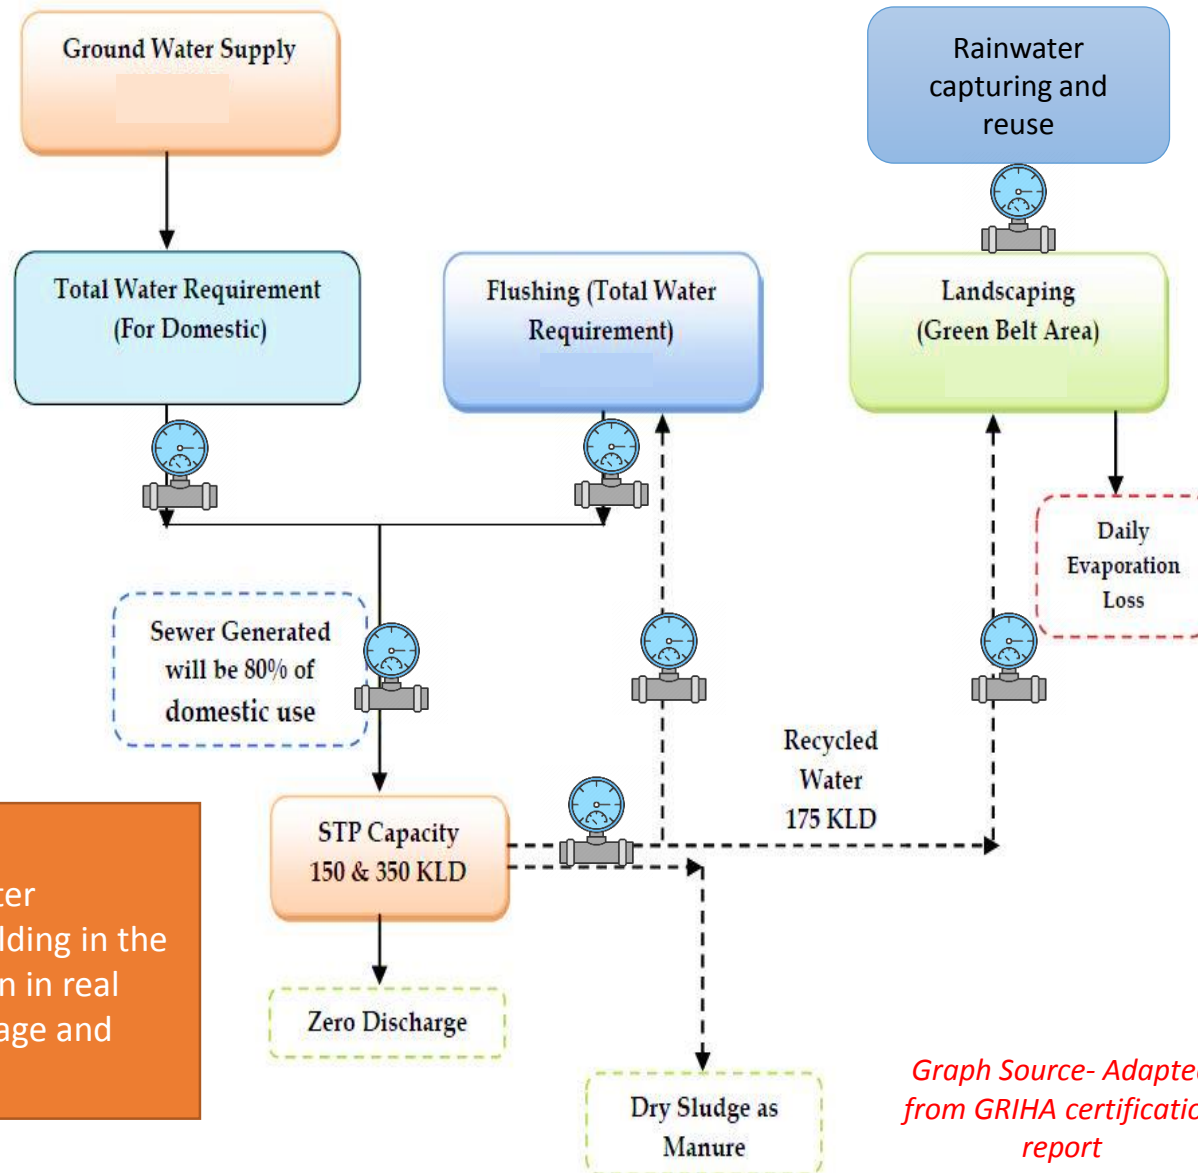 Ground Water Supply
Rainwater
capturing and
reuse
Total Water Requirement
(For Domestic)
Flushing (Total Water
Requirement)
Landscaping
(Green Belt Area)
Daily
Evaporation
Loss
Sewer Generated
will be 80% of
domestic use
Recycled
Water
175 KLD
STP Capacity
150 & 350 KLD
ter
lding in the
n in real
age and
Zero Discharge
Dry Sludge as
Manure
Graph Source- Adapte
from GRIHA certificatio
report